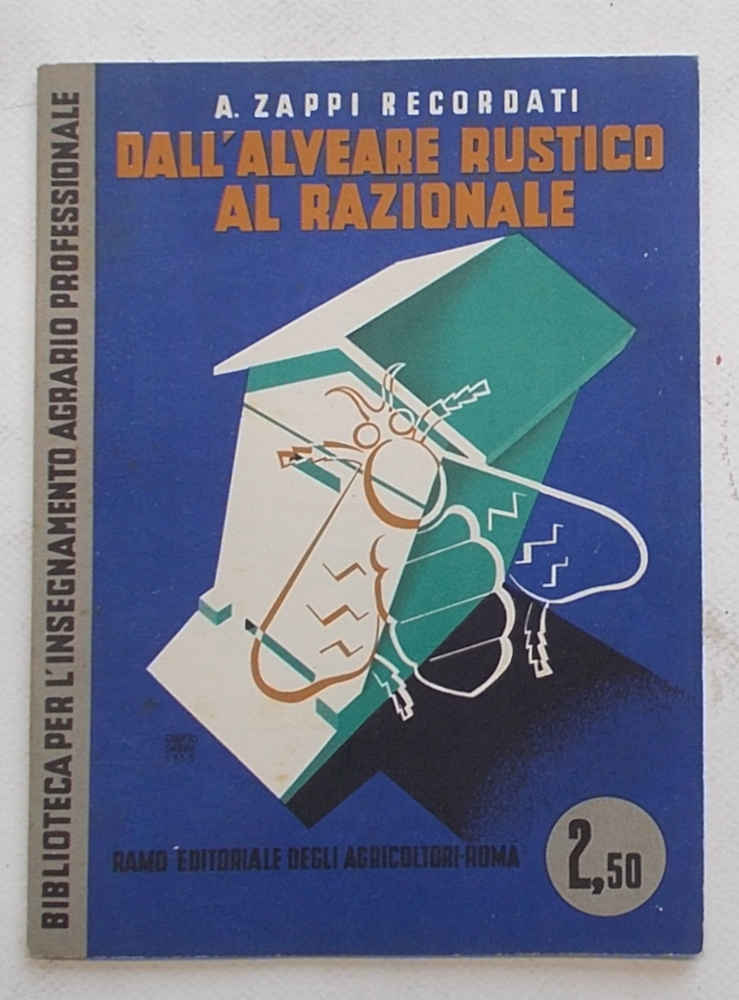 A. ZAPPI RECORDATI
DALL'ALVEARE RUSTICO
AL RAZIONALE
BIBLIOTECA PER L'INSEGNAMENTO AGRARIO PROFESSIONALE
RAMO EDITORIALE DEGLI AGRICOLTORI-ROMA
2,50